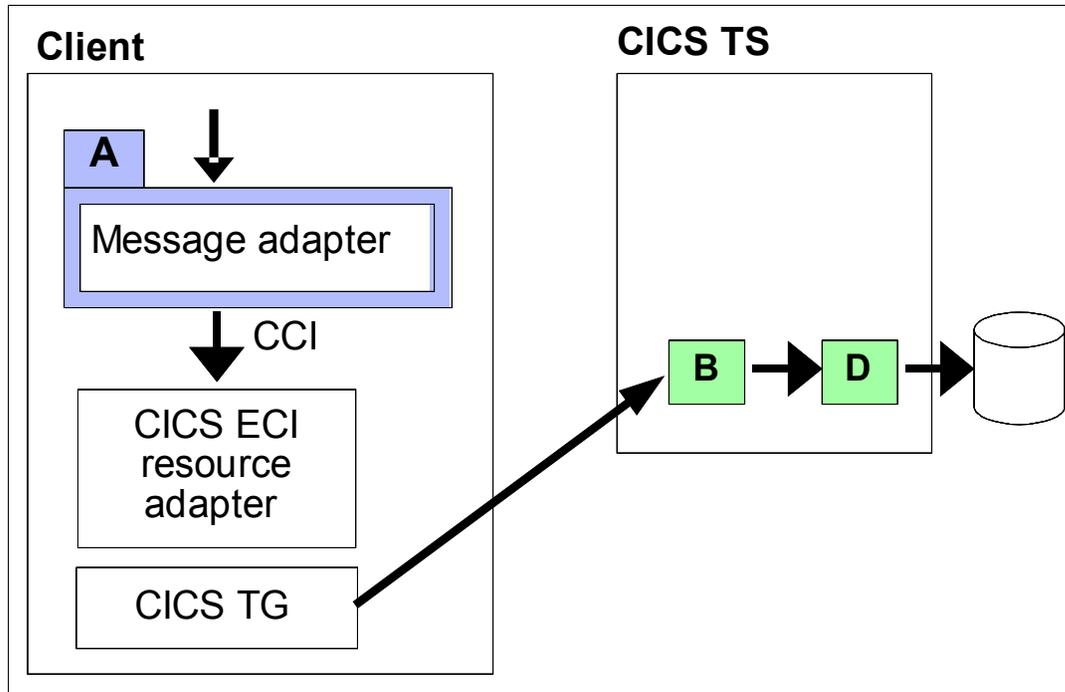 Client
CICS TS
A
Message adapter
CCI
CICS ECI
resource
adapter
CICS TG
B
D